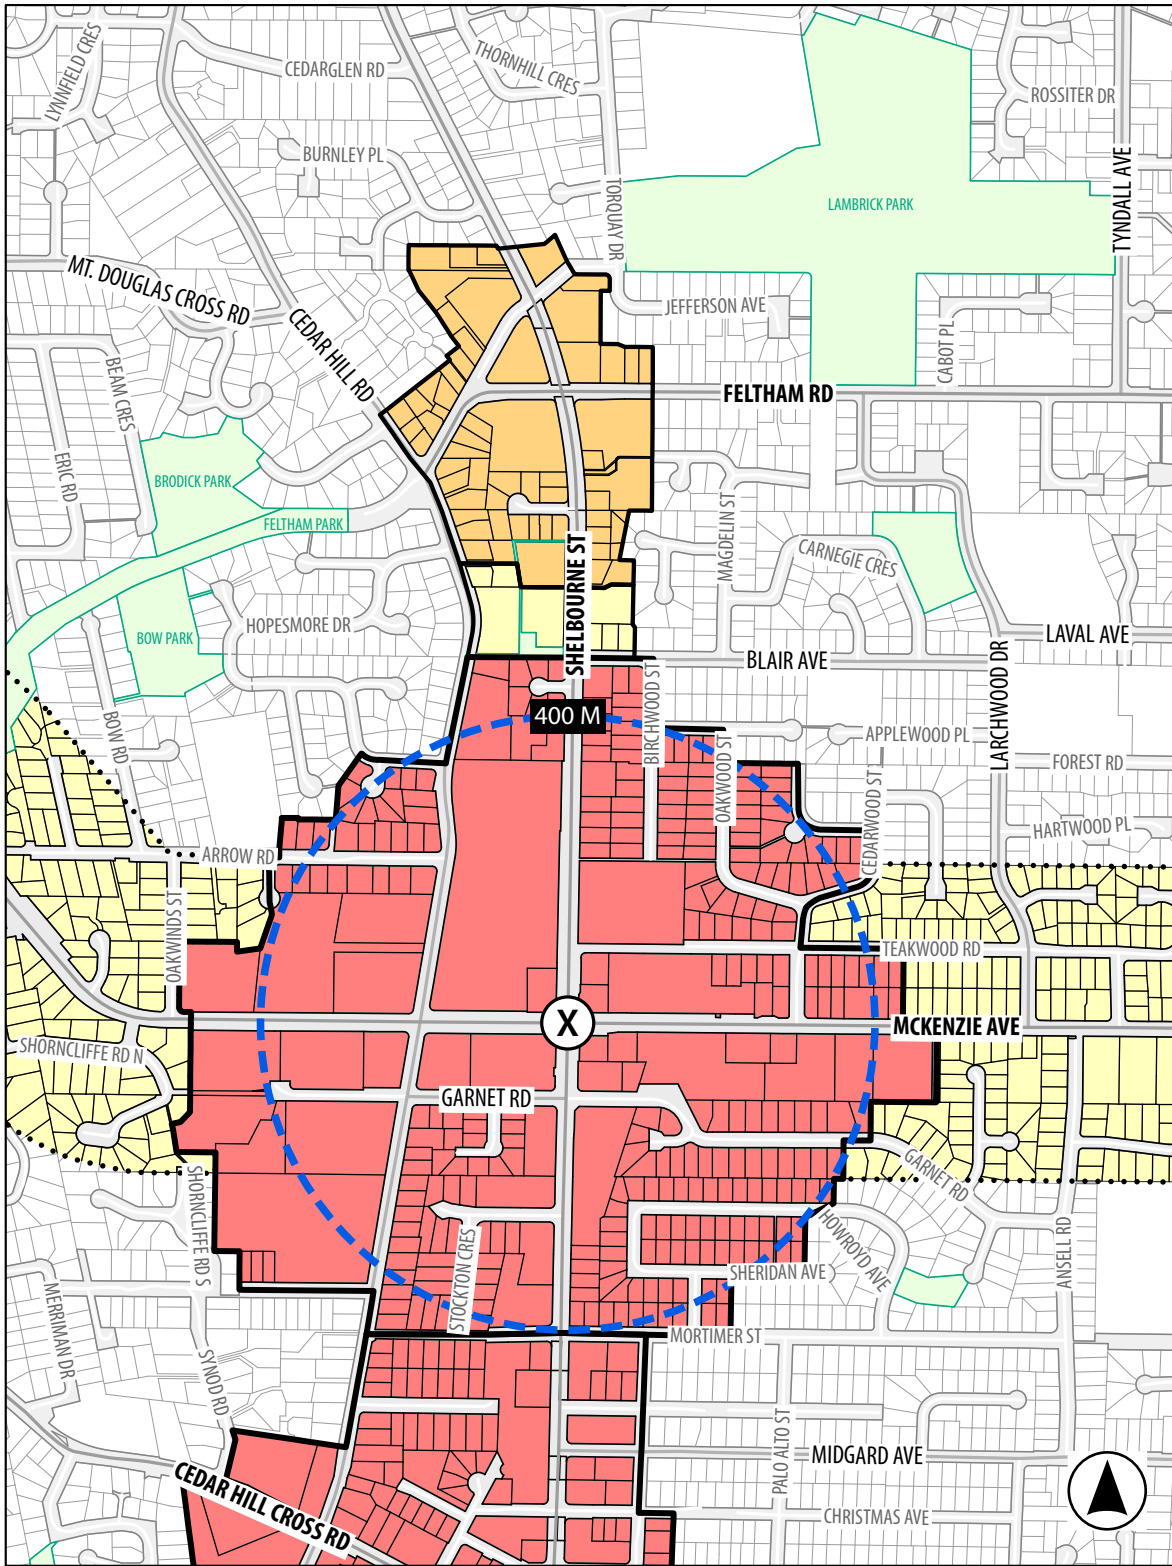 LYNNFIELD CRES
CEDARGLEN RD
THORNHILL CRES
ROSSITER DR
BURNLEY PL
TORQUAY DR
LAMBRICK PARK
TYNDALL AVE
MT. DOUGLAS CROSS RD
CEDAR HILL RD
JEFFERSON AVE
CABOT PL
BEAM CRES
FELTHAM RD
ERIC RD
BRODICK PARK
FELTHAM PARK
MAGDELIN ST
CARNEGIE CRES
SHELBOURNE ST
BOW PARK
HOPESMORE DR
LAVAL AVE
BLAIR AVE
LARCHWOOD DR
BIRCHWOOD ST
400 M
BOW RD
OAKWOOD ST
APPLEWOOD PL
FOREST RD
CEDARWOOD ST
HARTWOOD PL
ARROW RD
OAKWINDS ST
TEAKWOOD RD
X
MCKENZIE AVE
SHORNCLIFFE RD N
GARNET RD
SHORNCLIFFE RD S
GARNET RD
HOWROYD AVE
ANSELL RD
STOCKTON CRES
SHERIDAN AVE
MERRIMAN DR
MORTIMER ST
SYNOD RD
PALO ALTO ST
MIDGARD AVE
CEDAR HILL CROSS RD
CHRISTMAS AVE